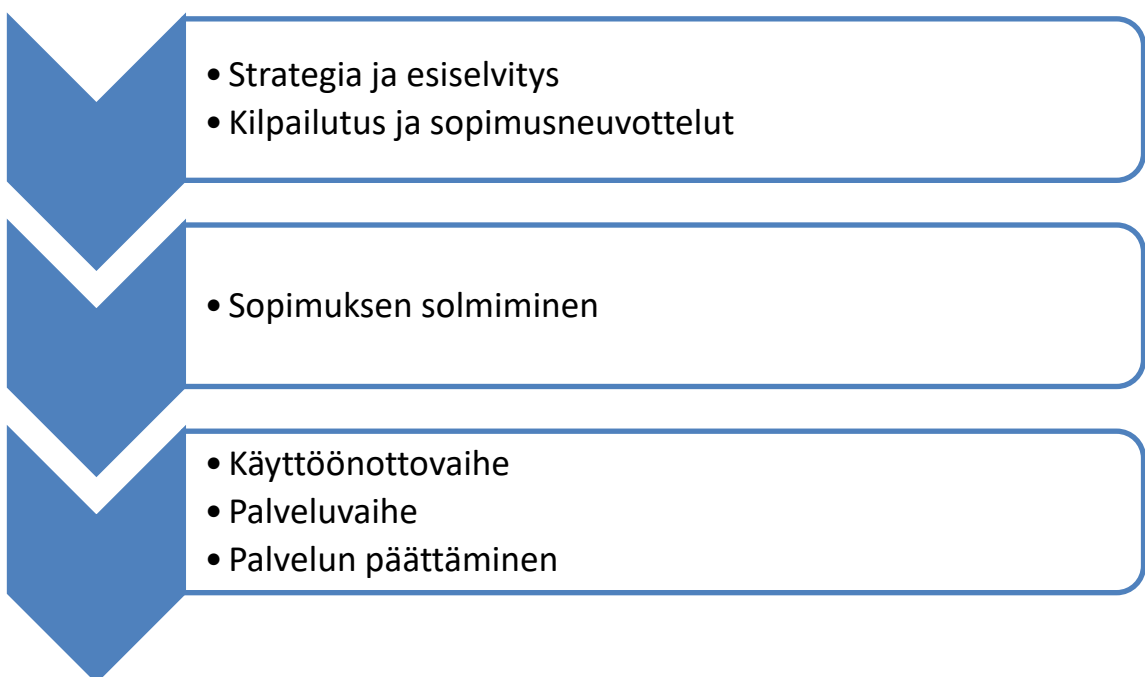 • Strategia ja esiselvitys
• Kilpailutus ja sopimusneuvottelut
• Sopimuksen solmiminen
• Käyttöönottovaihe
• Palveluvaihe
• Palvelun päättäminen